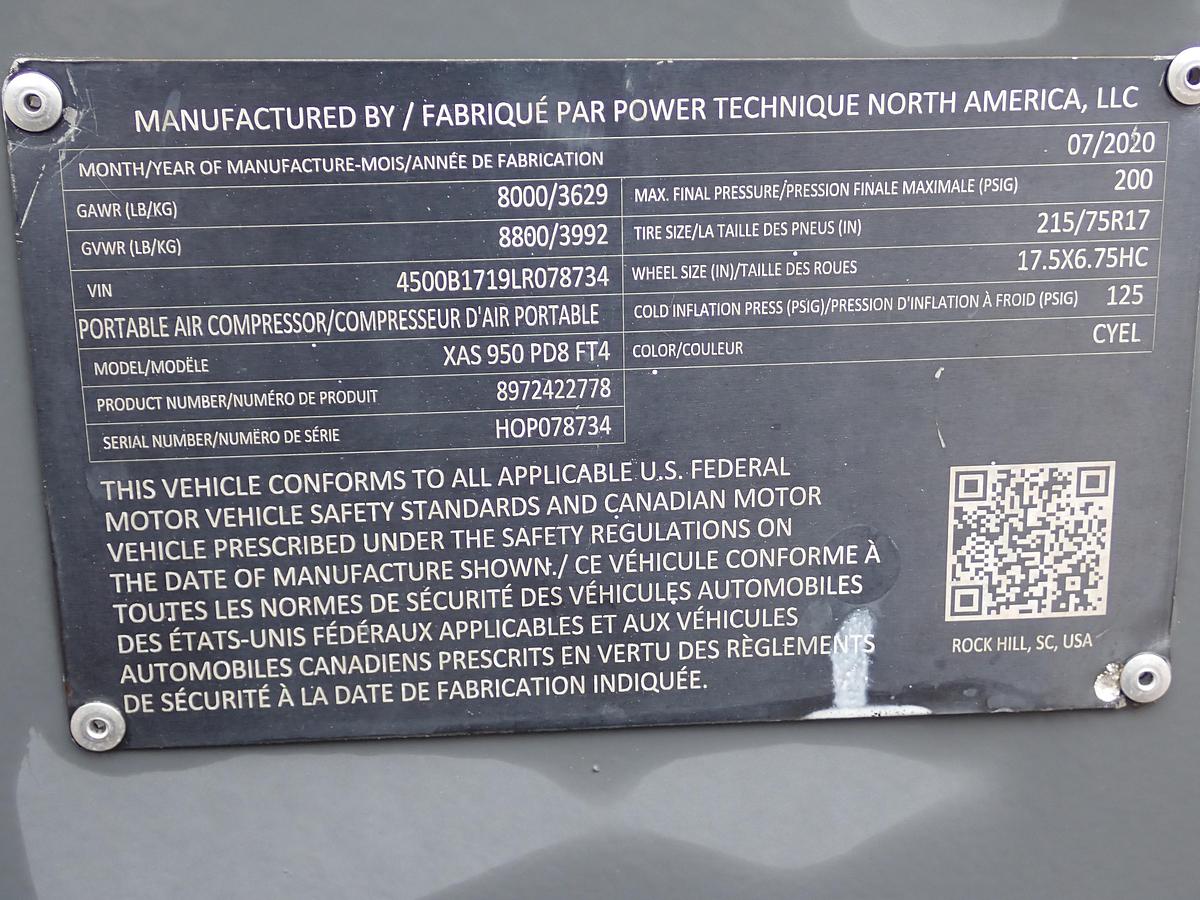 MANUFACTURED BY / FABRIQUÉ PAR POWER TECHNIQUE NORTH AMERICA, LLC
MONTH/YEAR OF MANUFACTURE-MOIS/ANNÉE DE FABRICATION 07/2020
GAWR (LB/KG) 8000/3629 MAX. FINAL PRESSURE/PRESSION FINALE MAXIMALE (PSIG) 200
GVWR (LB/KG) 8800/3992 TIRE SIZE/LA TAILLE DES PNEUS (IN) 215/75R17
VIN 4500B1719LR078734 WHEEL SIZE (IN)/TAILLE DES ROUES 17.5X6.75HC
PORTABLE AIR COMPRESSOR/COMPRESSEUR D'AIR PORTABLE COLD INFLATION PRESS (PSIG)/PRESSION D'INFLATION À FROID (PSIG) 125
MODEL/MODËLE XAS 950 PD8 FT4 COLOR/COULEUR CYEL
PRODUCT NUMBER/NUMÉRO DE PRODUIT 8972422778
SERIAL NUMBER/NUMËRO DE SÉRIE HOP078734
THIS VEHICLE CONFORMS TO ALL APPLICABLE U.S. FEDERAL
MOTOR VEHICLE SAFETY STANDARDS AND CANADIAN MOTOR
VEHICLE PRESCRIBED UNDER THE SAFETY REGULATIONS ON
THE DATE OF MANUFACTURE SHOWN./ CE VÉHICULE CONFORME À
TOUTES LES NORMES DE SÉCURITÉ DES VÉHICULES AUTOMOBILES
DES ÉTATS-UNIS FÉDÉRAUX APPLICABLES ET AUX VÉHICULES
AUTOMOBILES CANADIENS PRESCRITS EN VERTU DES RÈGLEMENTS
DE SÉCURITÉ À LA DATE DE FABRICATION INDIQUÉE.
ROCK HILL, SC, USA